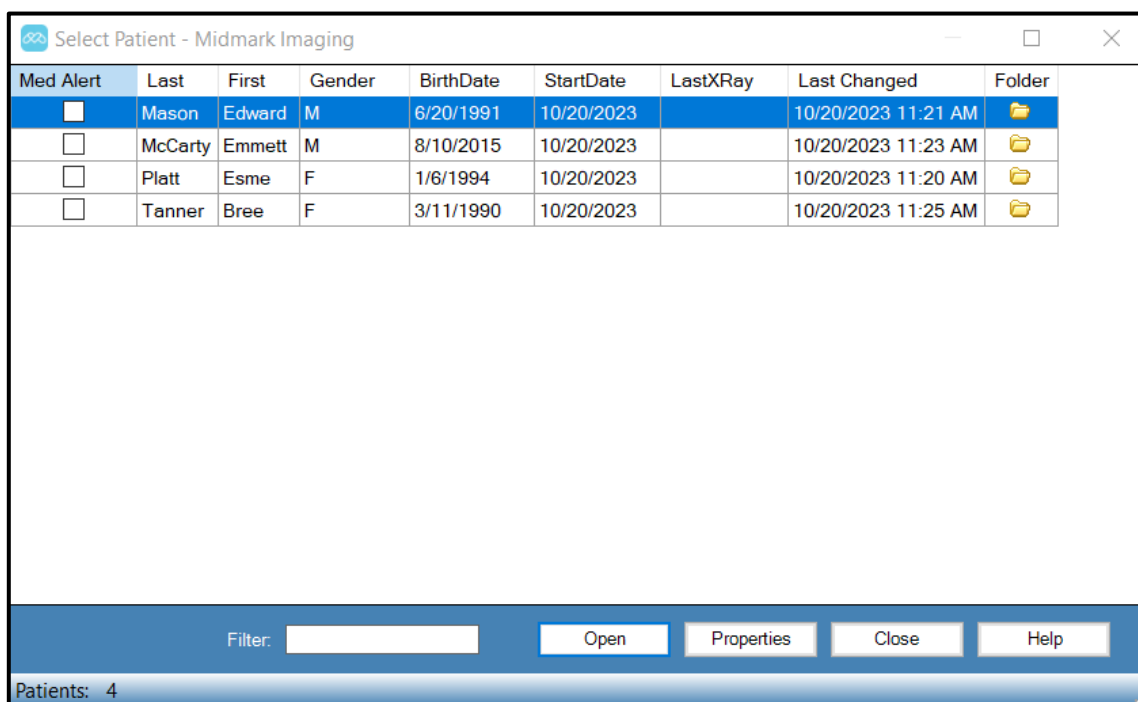 Select Patient - Midmark Imaging
Med Alert Last First Gender BirthDate StartDate LastXRay Last Changed Folder
Mason Edward M 6/20/1991 10/20/2023 10/20/2023 11:21 AM
McCarty Emmett M 8/10/2015 10/20/2023 10/20/2023 11:23 AM
Platt Esme F 1/6/1994 10/20/2023 10/20/2023 11:20 AM
Tanner Bree F 3/11/1990 10/20/2023 10/20/2023 11:25 AM
Filter: Open Properties Close Help
Patients: 4